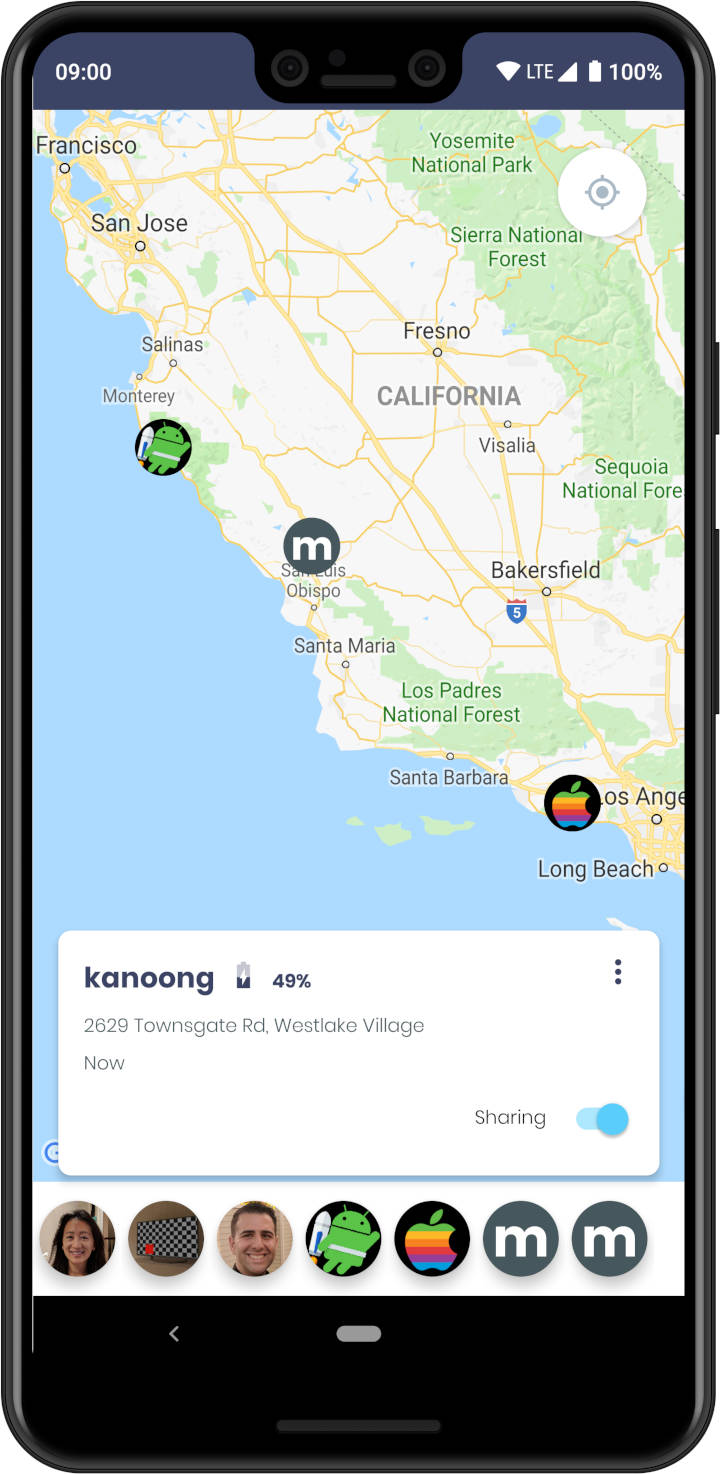 09:00
LTE 100%
Yosemite
National Park
Francisco
San Jose
Sierra National
Forest
Fresno
Salinas
CALIFORNIA
Monterey
Visalia
Sequoia
National Fore
m
San Luis
Obispo
Bakersfield
5
Santa Maria
Los Padres
National Forest
Santa Barbara
Los Ange
Long Beach
kanoong 49%
2629 Townsgate Rd, Westlake Village
Now
Sharing
G
m m